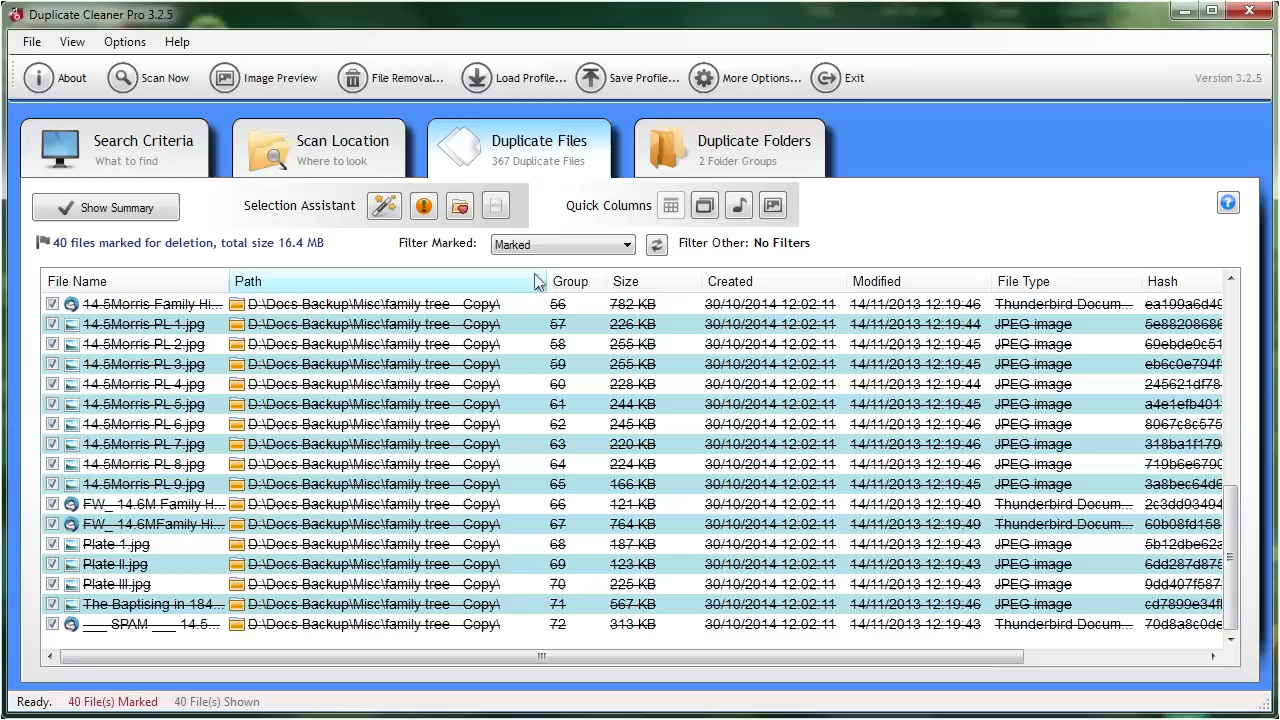 Duplicate Cleaner Pro 3.2.5
File View Options Help
About Scan Now Image Preview File Removal... Load Profile... Save Profile... More Options... Exit Version 3.2.5
Search Criteria Scan Location Duplicate Files Duplicate Folders
What to find Where to look 367 Duplicate Files 2 Folder Groups
Show Summary Selection Assistant Quick Columns
40 files marked for deletion, total size 16.4 MB Filter Marked: Marked Filter Other: No Filters
File Name Path Group Size Created Modified File Type Hash
14.5Morris Family Hi... D:\Docs Backup\Misc\family tree - Copy\ 56 782 KB 30/10/2014 12:02:11 14/11/2013 12:19:46 Thunderbird Docum... ea199a6d49
14.5Morris PL 1.jpg D:\Docs Backup\Misc\family tree - Copy\ 57 226 KB 30/10/2014 12:02:11 14/11/2013 12:19:44 JPEG image 5e88208686
14.5Morris PL 2.jpg D:\Docs Backup\Misc\family tree - Copy\ 58 255 KB 30/10/2014 12:02:11 14/11/2013 12:19:45 JPEG image 69ebde9c51
14.5Morris PL 3.jpg D:\Docs Backup\Misc\family tree - Copy\ 59 255 KB 30/10/2014 12:02:11 14/11/2013 12:19:45 JPEG image eb6c0e794f
14.5Morris PL 4.jpg D:\Docs Backup\Misc\family tree - Copy\ 60 228 KB 30/10/2014 12:02:11 14/11/2013 12:19:44 JPEG image 245621df78
14.5Morris PL 5.jpg D:\Docs Backup\Misc\family tree - Copy\ 61 244 KB 30/10/2014 12:02:11 14/11/2013 12:19:45 JPEG image a4e1efb401
14.5Morris PL 6.jpg D:\Docs Backup\Misc\family tree - Copy\ 62 245 KB 30/10/2014 12:02:11 14/11/2013 12:19:45 JPEG image 8067c8c575
14.5Morris PL 7.jpg D:\Docs Backup\Misc\family tree - Copy\ 63 220 KB 30/10/2014 12:02:11 14/11/2013 12:19:45 JPEG image 318ba1f179
14.5Morris PL 8.jpg D:\Docs Backup\Misc\family tree - Copy\ 64 224 KB 30/10/2014 12:02:11 14/11/2013 12:19:45 JPEG image 719b6e6790
14.5Morris PL 9.jpg D:\Docs Backup\Misc\family tree - Copy\ 65 166 KB 30/10/2014 12:02:11 14/11/2013 12:19:45 JPEG image 3a8bec64d6
FW_ 14.6M Family H... D:\Docs Backup\Misc\family tree - Copy\ 66 121 KB 30/10/2014 12:02:11 14/11/2013 12:19:49 Thunderbird Docum... 2c3dd93494
FW_ 14.6MFamily Hi... D:\Docs Backup\Misc\family tree - Copy\ 67 764 KB 30/10/2014 12:02:11 14/11/2013 12:19:49 Thunderbird Docum... 60b08fd158
Plate 1.jpg D:\Docs Backup\Misc\family tree - Copy\ 68 187 KB 30/10/2014 12:02:11 14/11/2013 12:19:43 JPEG image 5b12dbe62a
Plate II.jpg D:\Docs Backup\Misc\family tree - Copy\ 69 123 KB 30/10/2014 12:02:11 14/11/2013 12:19:43 JPEG image 6dd287d875
Plate III.jpg D:\Docs Backup\Misc\family tree - Copy\ 70 225 KB 30/10/2014 12:02:11 14/11/2013 12:19:43 JPEG image 9dd407f587
The Baptising in 184... D:\Docs Backup\Misc\family tree - Copy\ 71 567 KB 30/10/2014 12:02:11 14/11/2013 12:19:46 JPEG image cd7899e34f
___ SPAM ___ 14.5... D:\Docs Backup\Misc\family tree - Copy\ 72 313 KB 30/10/2014 12:02:11 14/11/2013 12:19:43 Thunderbird Docum... 70d8a8c0de
Ready. 40 File(s) Marked 40 File(s) Shown